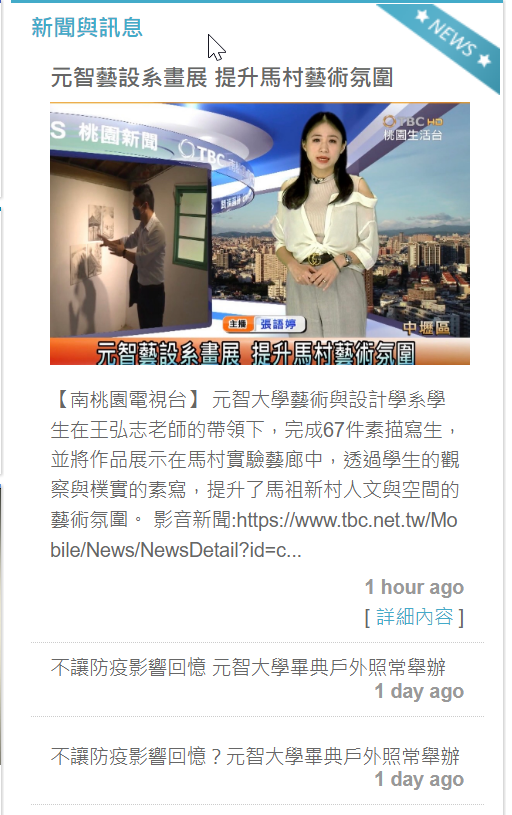 新聞與訊息
NEWS
元智藝設系畫展 提升馬村藝術氛圍
S 桃園新聞
TBC
TBC HD
桃園生活台
主播 張語婷
中壢區
元智藝設系畫展 提升馬村藝術氛圍
【南桃園電視台】 元智大學藝術與設計學系學
生在王弘志老師的帶領下，完成67件素描寫生，
並將作品展示在馬村實驗藝廊中，透過學生的觀
察與樸實的素寫，提升了馬祖新村人文與空間的
藝術氛圍。 影音新聞:https://www.tbc.net.tw/Mo
bile/News/NewsDetail?id=c...
1 hour ago
[ 詳細內容 ]
不讓防疫影響回憶 元智大學畢典戶外照常舉辦
1 day ago
不讓防疫影響回憶？元智大學畢典戶外照常舉辦
1 day ago